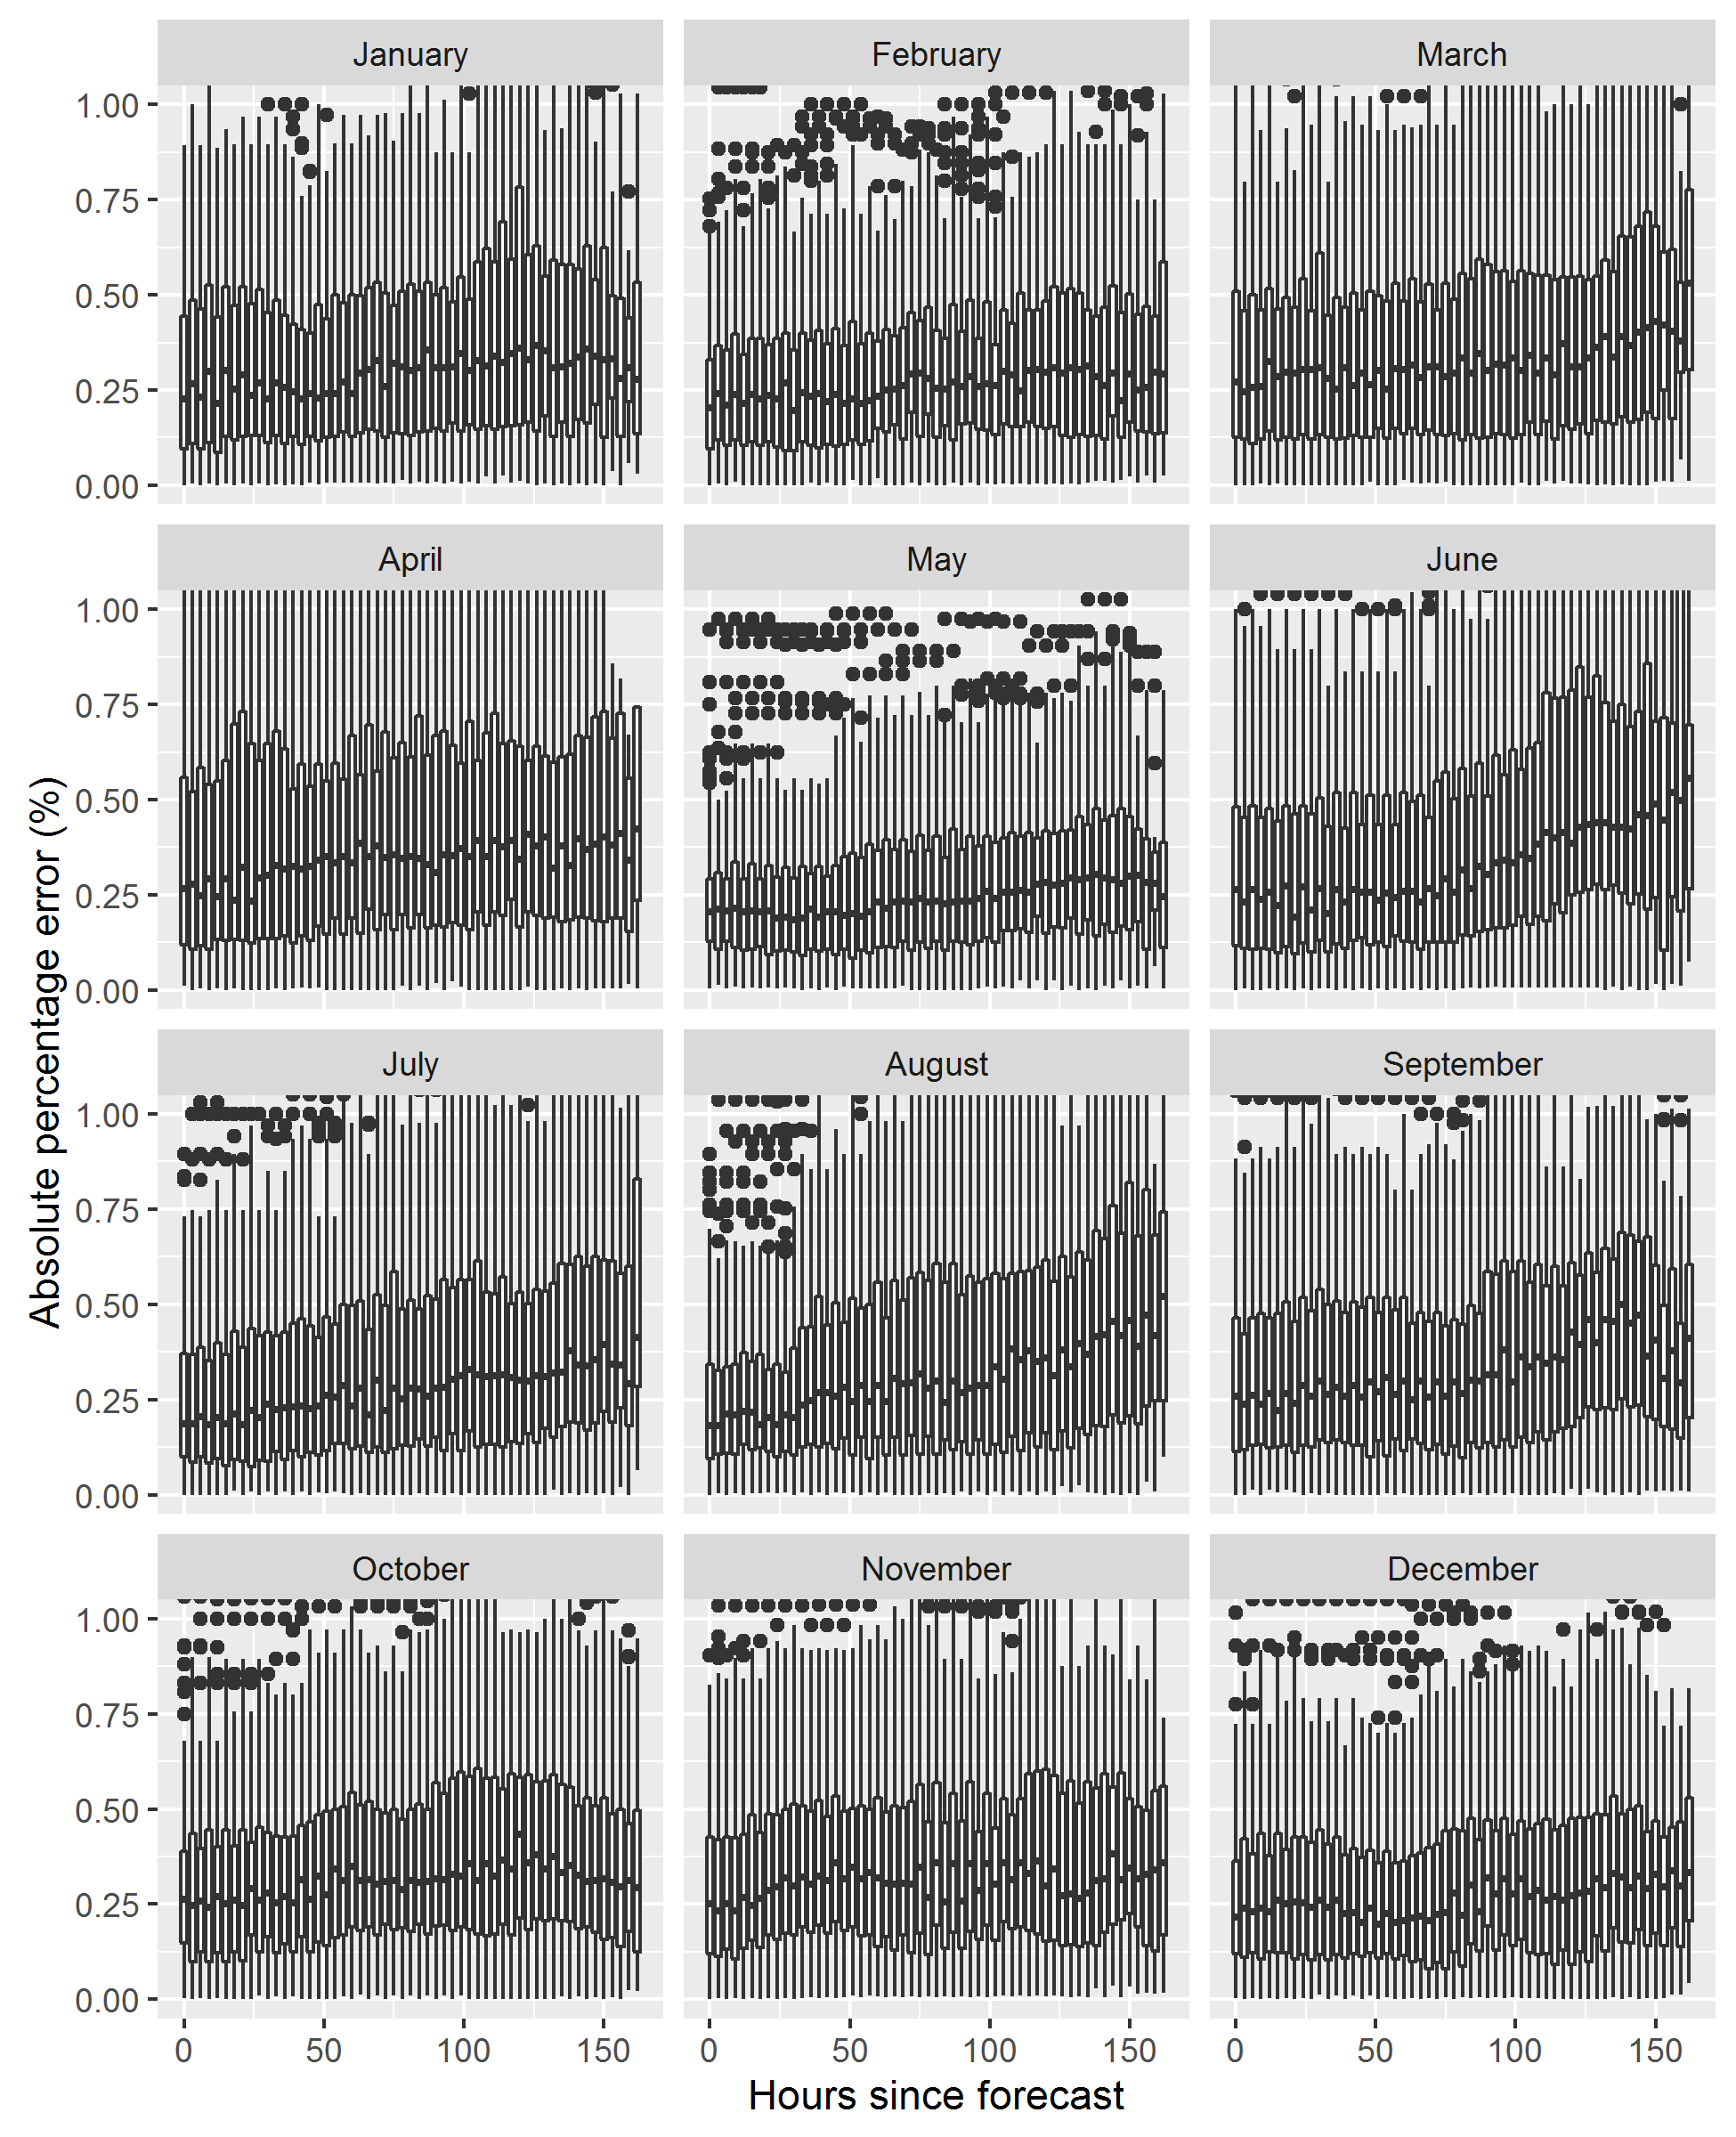 January February March
1.00
0.75
0.50
0.25
0.00
April May June
1.00
0.75
0.50
0.25
0.00
July August September
1.00
0.75
0.50
0.25
0.00
October November December
1.00
0.75
0.50
0.25
0.00
0 50 100 150 0 50 100 150 0 50 100 150
Hours since forecast
Absolute percentage error (%)